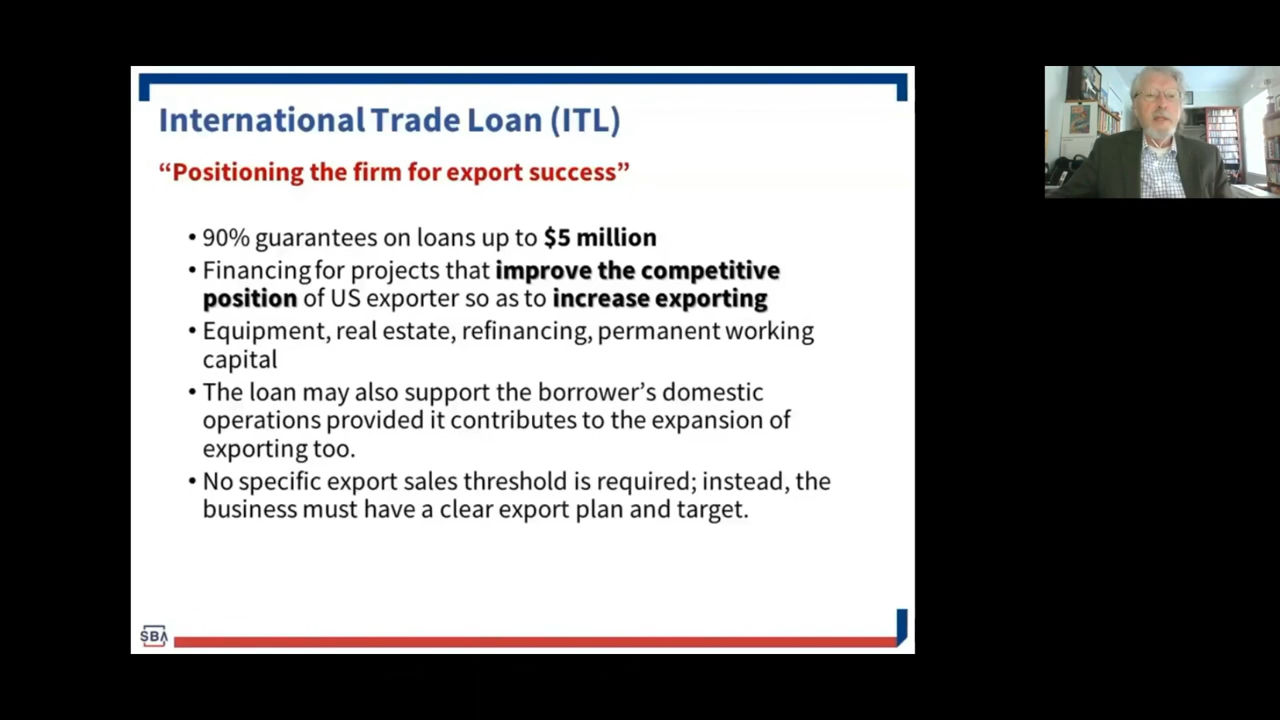 International Trade Loan (ITL)
“Positioning the firm for export success”
• 90% guarantees on loans up to $5 million
• Financing for projects that improve the competitive
position of US exporter so as to increase exporting
• Equipment, real estate, refinancing, permanent working
capital
• The loan may also support the borrower’s domestic
operations provided it contributes to the expansion of
exporting too.
• No specific export sales threshold is required; instead, the
business must have a clear export plan and target.
SBA